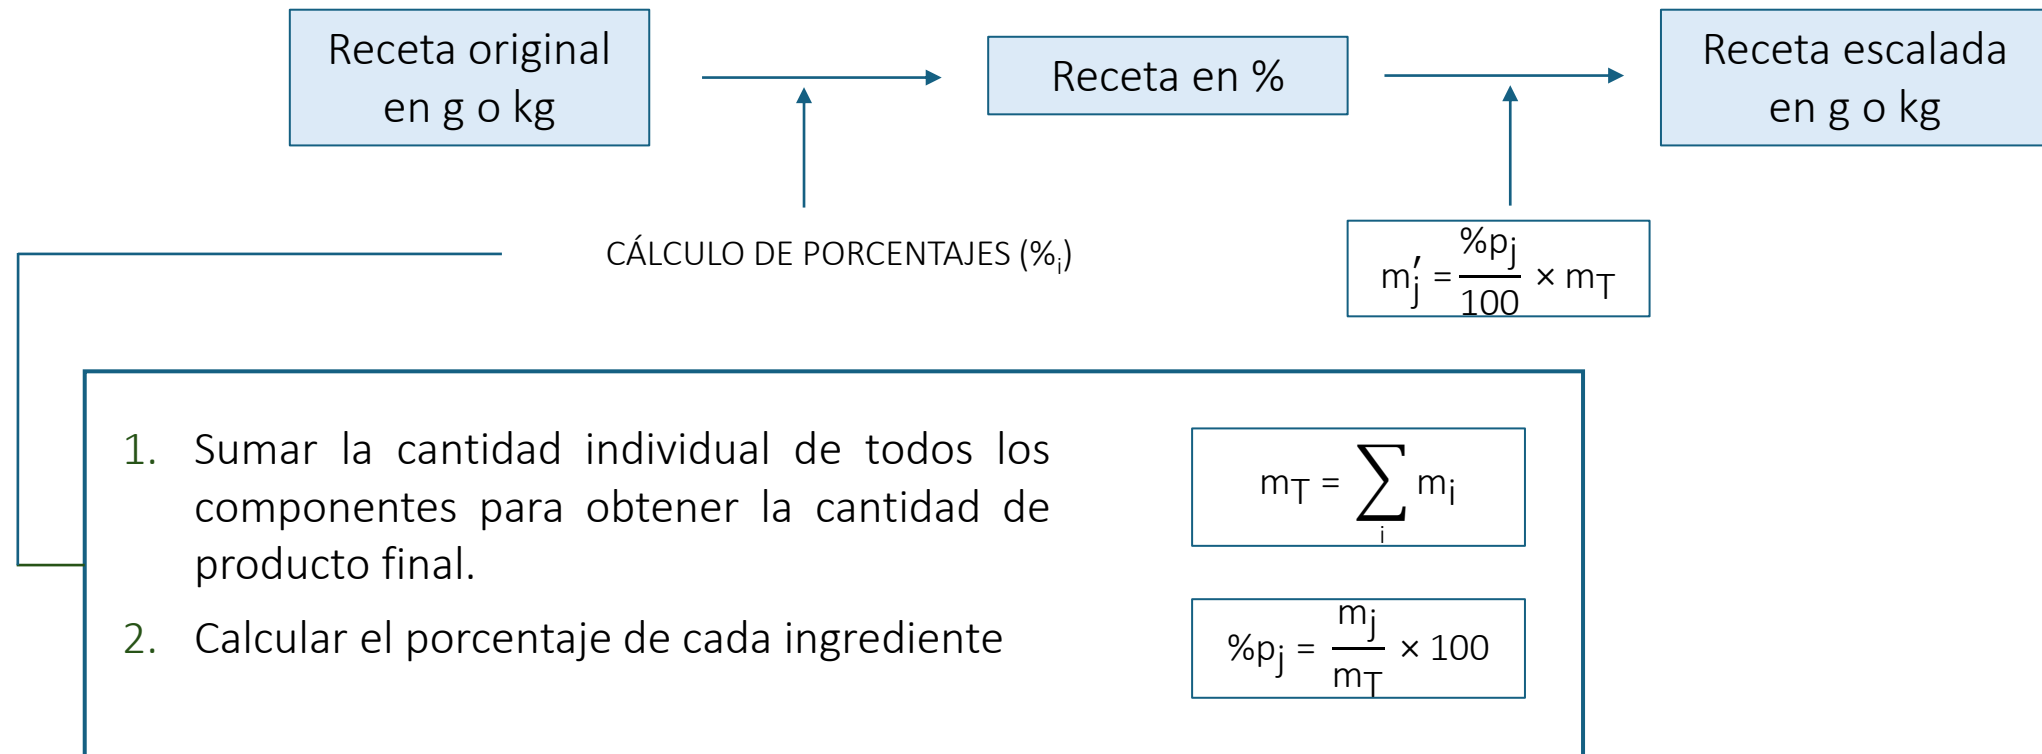 Receta original
en g o kg
Receta en %
Receta escalada
en g o kg
CÁLCULO DE PORCENTAJES (%i)
m′j = %pj/100 × mT
1. Sumar la cantidad individual de todos los
componentes para obtener la cantidad de
producto final.
mT = ∑i mi
2. Calcular el porcentaje de cada ingrediente
%pj = mj/mT × 100